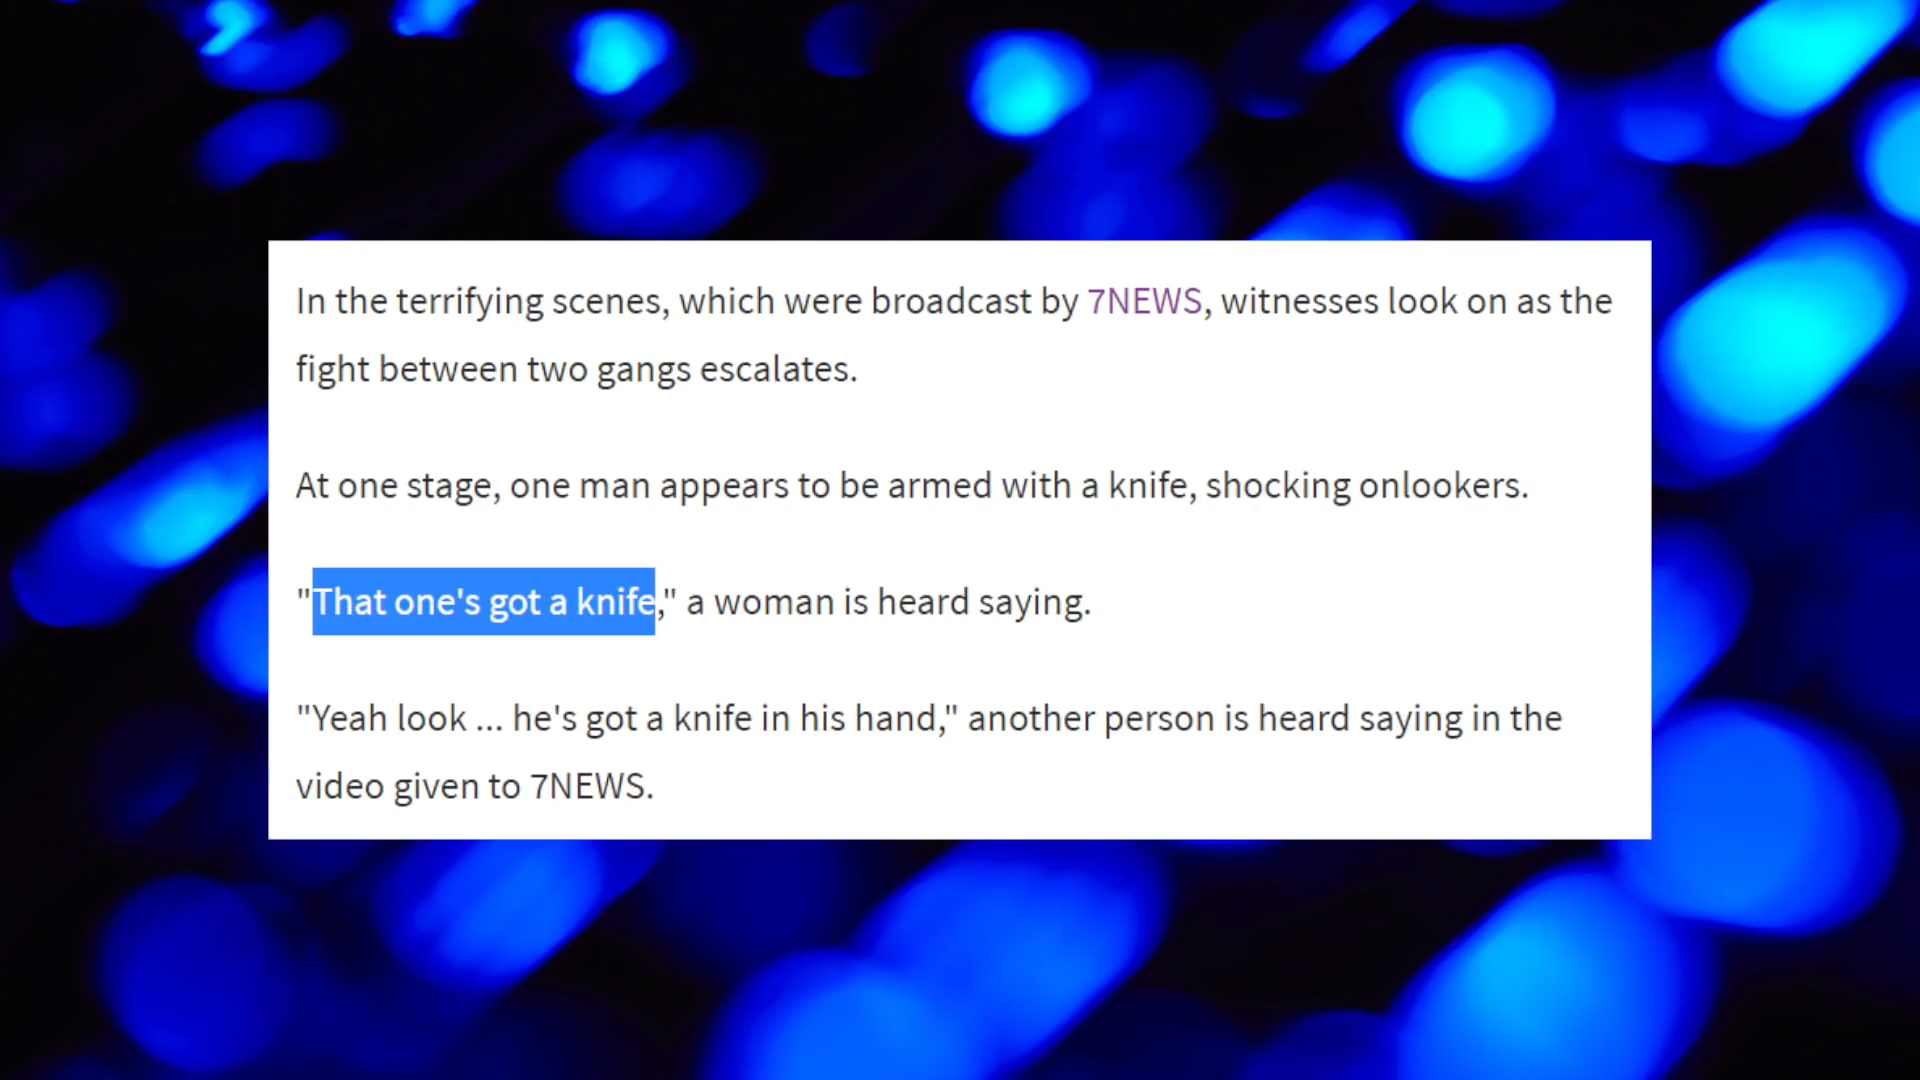 In the terrifying scenes, which were broadcast by 7NEWS, witnesses look on as the
fight between two gangs escalates.
At one stage, one man appears to be armed with a knife, shocking onlookers.
"That one's got a knife," a woman is heard saying.
"Yeah look ... he's got a knife in his hand," another person is heard saying in the
video given to 7NEWS.